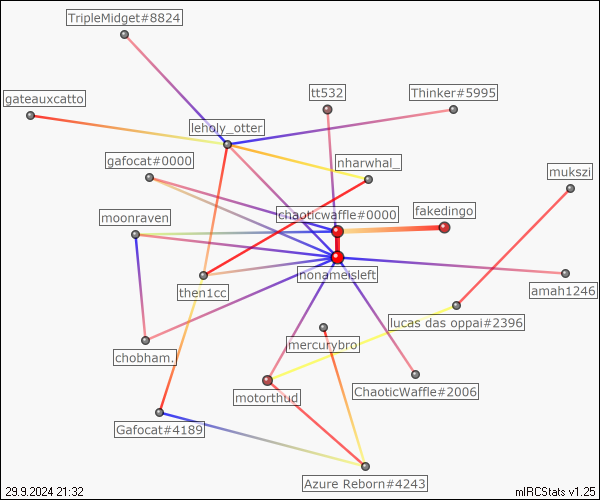 TripleMidget#8824
gateauxcatto
tt532
Thinker#5995
leholy_otter
gafocat#0000
nharwhal_
mukszi
moonraven
chaoticwaffle#0000
fakedingo
nonameisleft
then1cc
amah1246
lucas das oppai#2396
mercurybro
chobham.
motorthud
ChaoticWaffle#2006
Gafocat#4189
Azure Reborn#4243
29.9.2024 21:32
mIRCStats v1.25